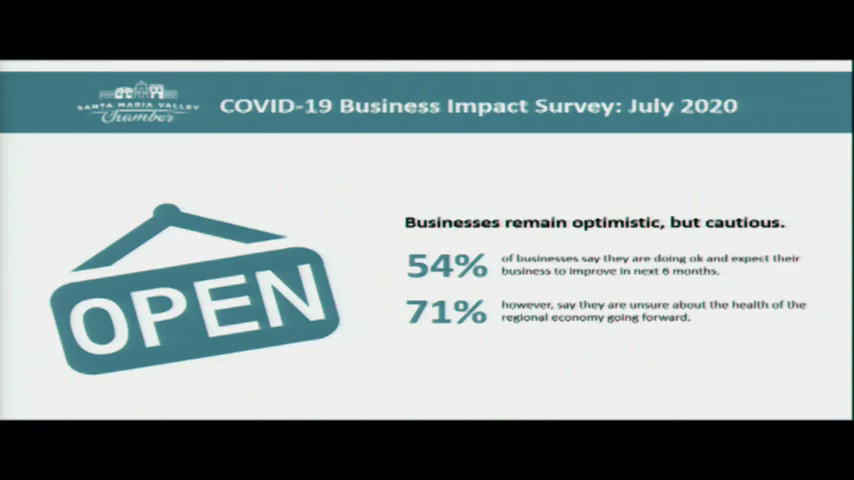 SANTA MARIA VALLEY
Chamber
COVID-19 Business Impact Survey: July 2020
OPEN
Businesses remain optimistic, but cautious.
54% of businesses say they are doing ok and expect their
business to improve in next 6 months.
71% however, say they are unsure about the health of the
regional economy going forward.